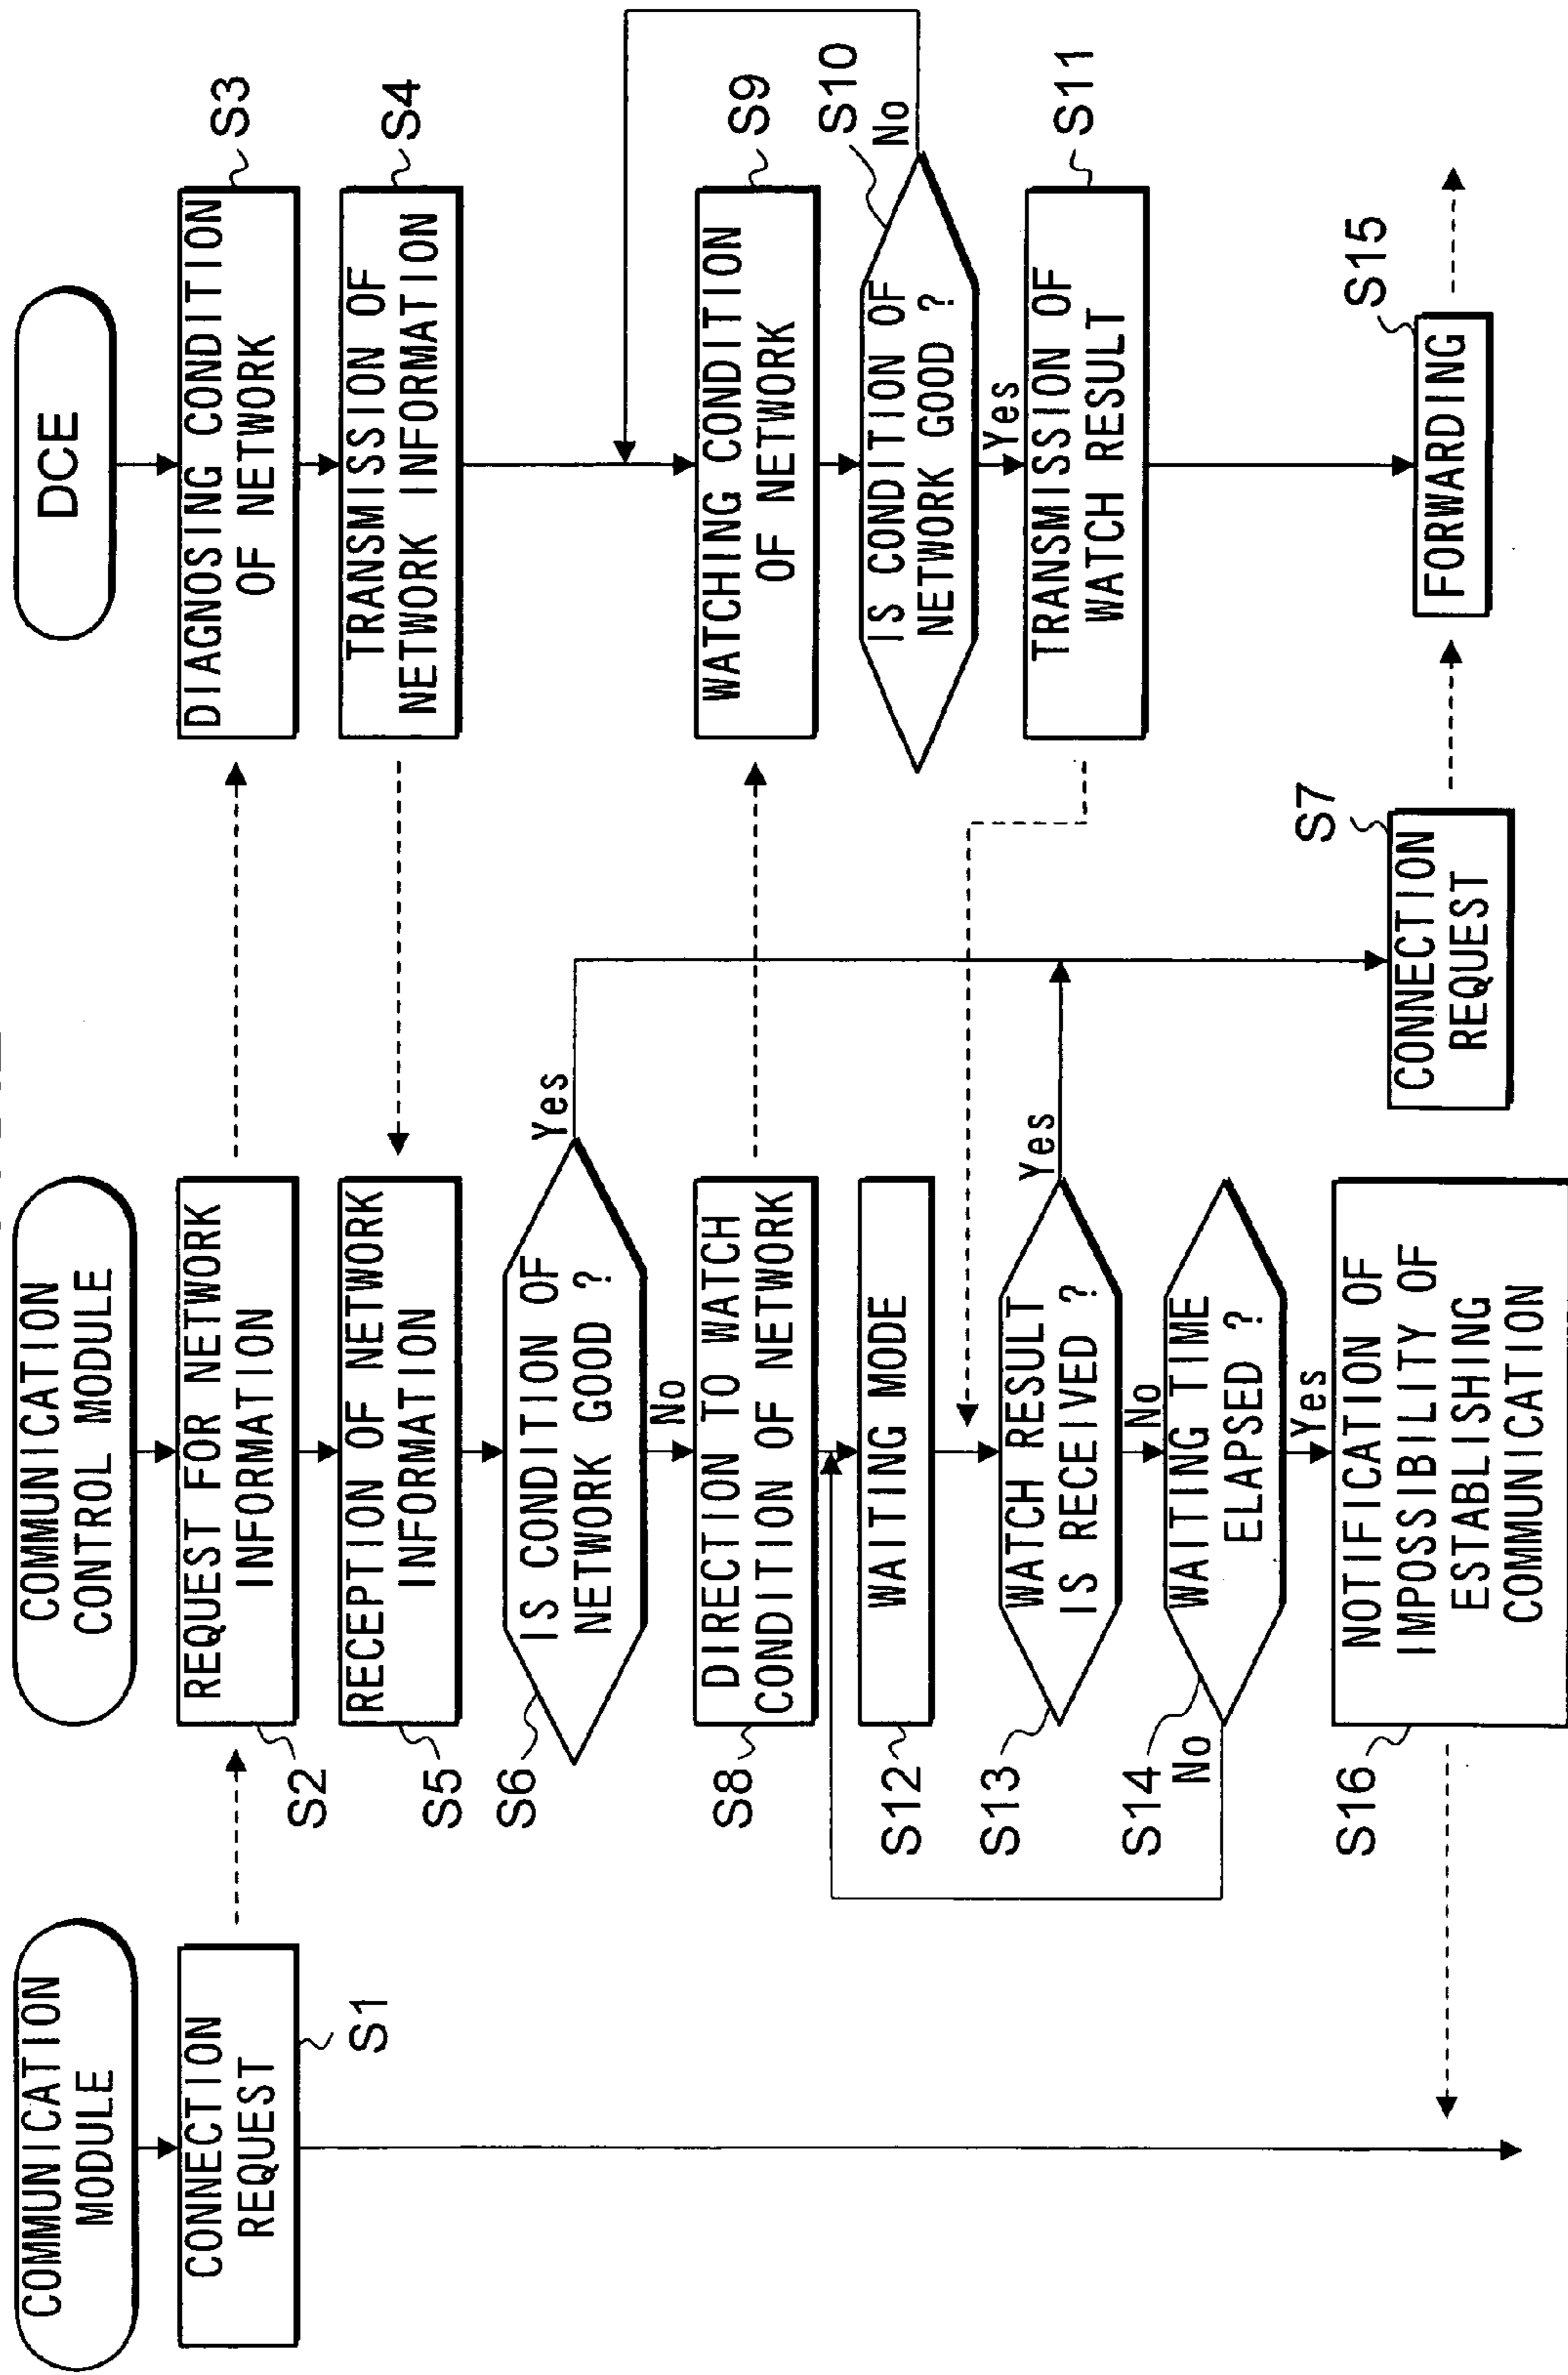 COMMUNICATION
MODULE
CONNECTION
REQUEST
S1
COMMUNICATION
CONTROL MODULE
REQUEST FOR NETWORK
INFORMATION
S2
RECEPTION OF NETWORK
INFORMATION
S5
IS CONDITION OF
NETWORK GOOD ?
S6
Yes
No
DIRECTION TO WATCH
CONDITION OF NETWORK
S8
WAITING MODE
S12
WATCH RESULT
IS RECEIVED ?
S13
Yes
No
WAITING TIME
ELAPSED ?
S14
No
Yes
NOTIFICATION OF
IMPOSSIBILITY OF
ESTABLISHING
COMMUNICATION
S16
CONNECTION
REQUEST
S7
DCE
DIAGNOSING CONDITION
OF NETWORK
S3
TRANSMISSION OF
NETWORK INFORMATION
S4
WATCHING CONDITION
OF NETWORK
S9
IS CONDITION OF
NETWORK GOOD ?
S10
No
Yes
TRANSMISSION OF
WATCH RESULT
S11
FORWARDING
S15